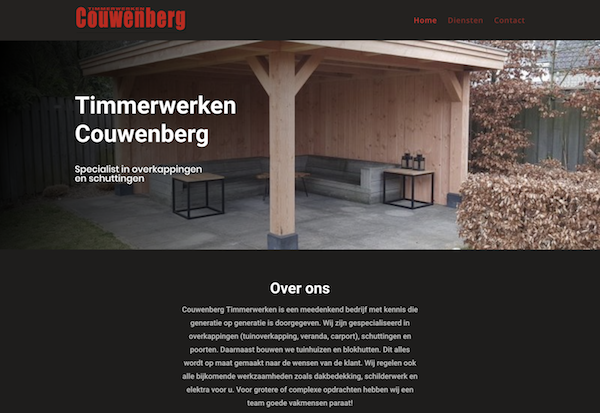 TIMMERWERKEN
Couwenberg
Home Diensten Contact
Timmerwerken
Couwenberg
Specialist in overkappingen
en schuttingen
Over ons
Couwenberg Timmerwerken is een meedenkend bedrijf met kennis die
generatie op generatie is doorgegeven. Wij zijn gespecialiseerd in
overkappingen (tuinoverkapping, veranda, carport), schuttingen en
poorten. Daarnaast bouwen we tuinhuizen en blokhutten. Dit alles
wordt op maat gemaakt naar de wensen van de klant. Wij regelen ook
alle bijkomende werkzaamheden zoals dakbedekking, schilderwerk en
elektra voor u. Voor grotere of complexe opdrachten hebben wij een
team goede vakmensen paraat!